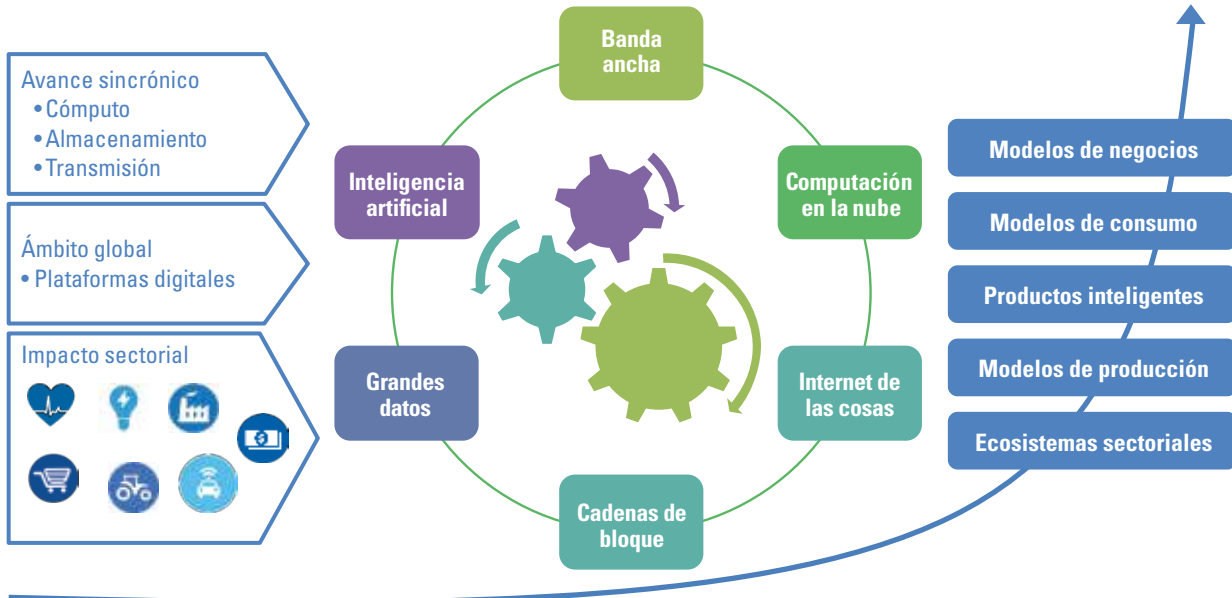 Avance sincrónico
• Cómputo
• Almacenamiento
• Transmisión
Ámbito global
• Plataformas digitales
Impacto sectorial
Banda
ancha
Inteligencia
artificial
Computación
en la nube
Grandes
datos
Internet de
las cosas
Cadenas de
bloque
Modelos de negocios
Modelos de consumo
Productos inteligentes
Modelos de producción
Ecosistemas sectoriales